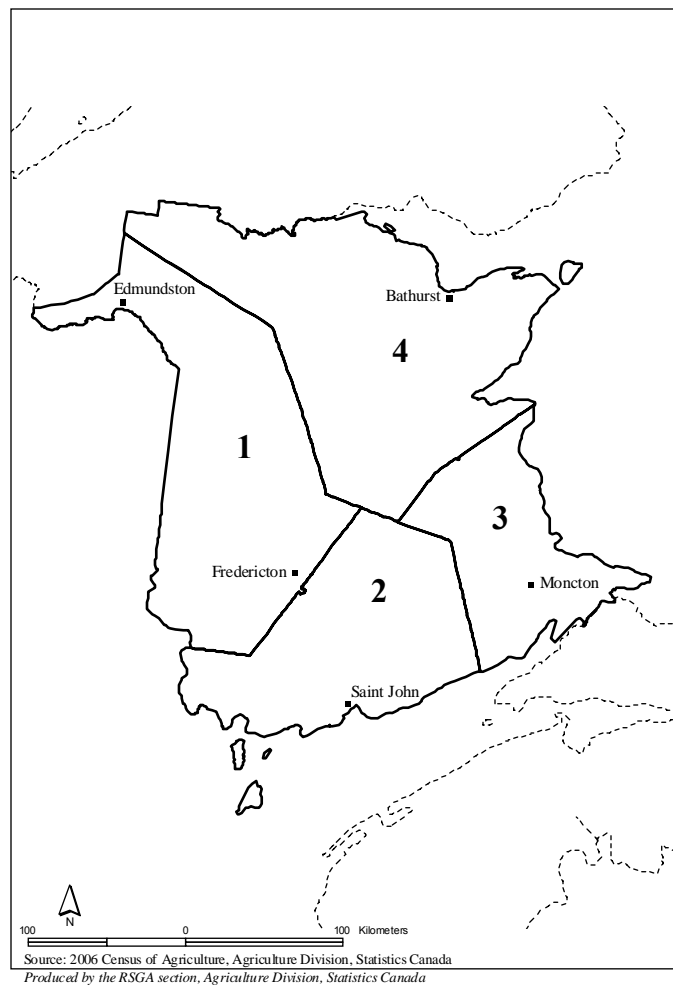 Edmundston
Bathurst
4
1
3
Fredericton
Moncton
2
Saint John
N
100 0 100 Kilometers
Source: 2006 Census of Agriculture, Agriculture Division, Statistics Canada
Produced by the RSGA section, Agriculture Division, Statistics Canada